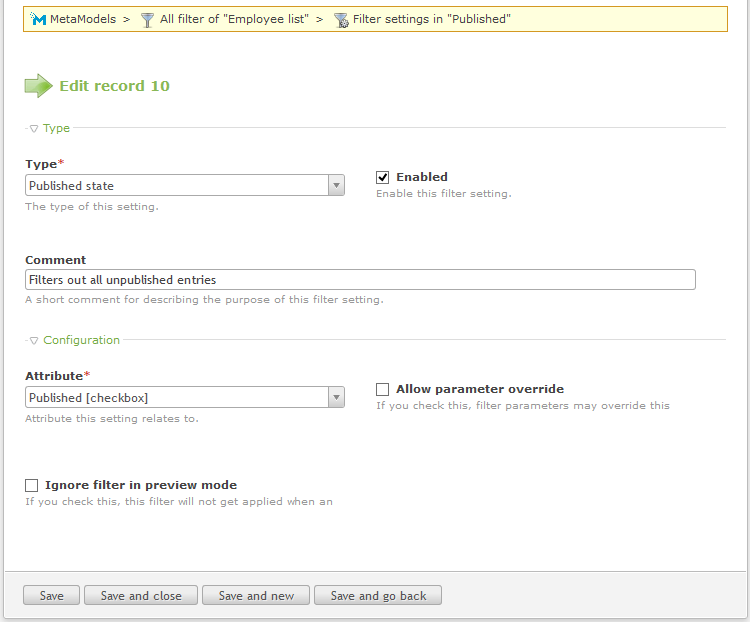 MetaModels > All filter of "Employee list" > Filter settings in "Published"
Edit record 10
Type
Type*
Published state
Enabled
The type of this setting.
Enable this filter setting.
Comment
Filters out all unpublished entries
A short comment for describing the purpose of this filter setting.
Configuration
Attribute*
Published [checkbox]
Allow parameter override
Attribute this setting relates to.
If you check this, filter parameters may override this
Ignore filter in preview mode
If you check this, this filter will not get applied when an
Save Save and close Save and new Save and go back